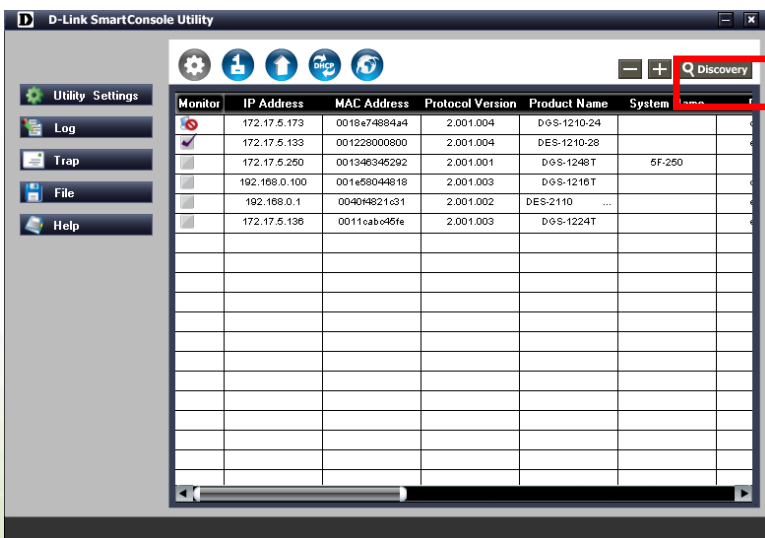 D D-Link SmartConsole Utility
DHCP
Discovery
Utility Settings
Log
Trap
File
Help
Monitor IP Address MAC Address Protocol Version Product Name System Name
172.17.5.173 0018e74884a4 2.001.004 DGS-1210-24
172.17.5.133 001228000800 2.001.004 DES-1210-28
172.17.5.250 001346345292 2.001.001 DGS-1248T 5F-250
192.168.0.100 001e58044818 2.001.003 DGS-1216T
192.168.0.1 0040f4821c31 2.001.002 DES-2110 ...
172.17.5.136 0011cabc45fe 2.001.003 DGS-1224T